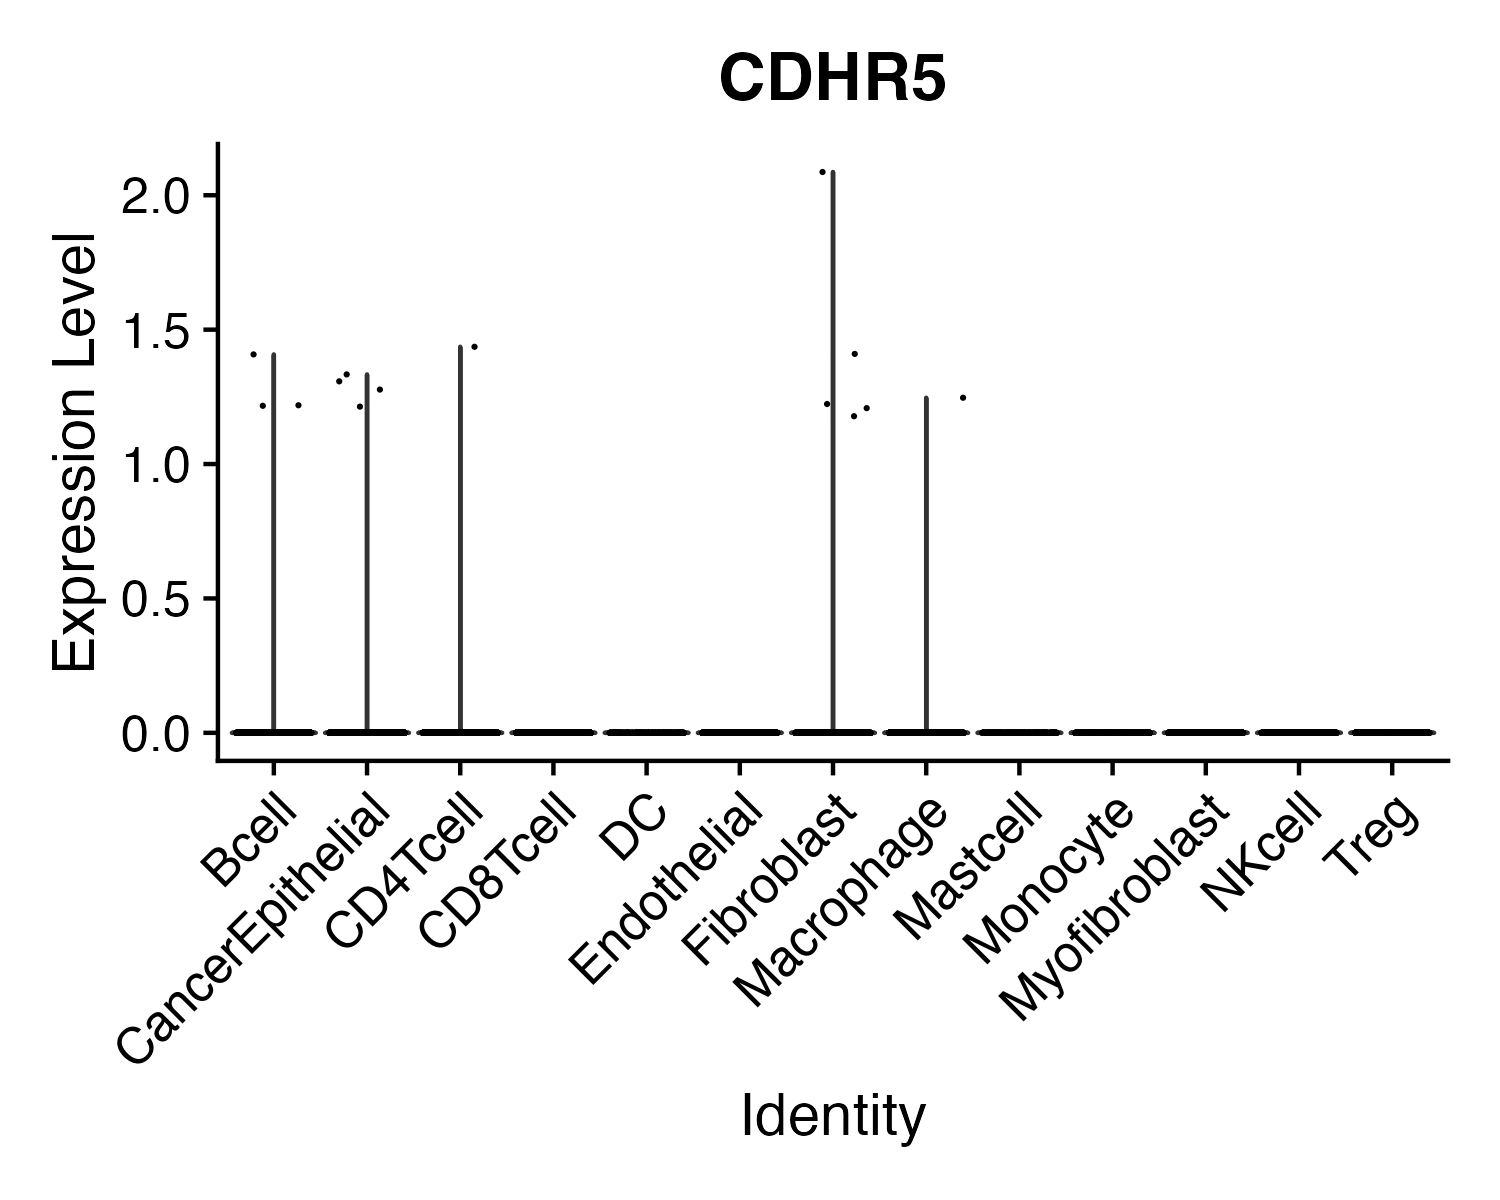 CDHR5
Expression Level
2.0
1.5
1.0
0.5
0.0
Bcell
CancerEpithelial
CD4Tcell
CD8Tcell
DC
Endothelial
Fibroblast
Macrophage
Mastcell
Monocyte
Myofibroblast
NKcell
Treg
Identity